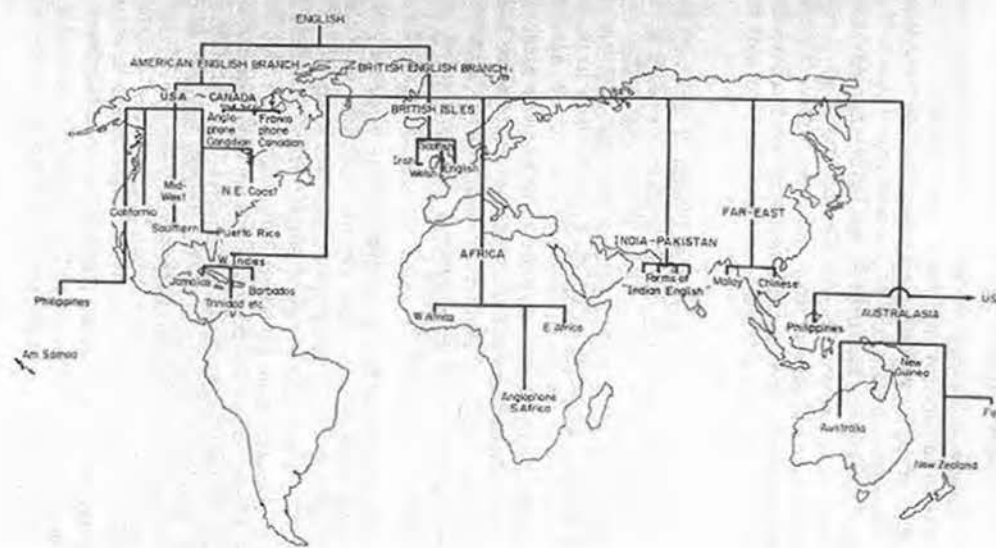 ENGLISH
AMERICAN ENGLISH BRANCH
BRITISH ENGLISH BRANCH
USA ~ CANADA
BRITISH ISLES
Anglo-
phone
Canadian
Franco
phone
Canadian
Scottish
Irish
Welsh
English
Mid-
West
N.E. Coast
California
Southern
Puerto Rico
FAR-EAST
INDIA-PAKISTAN
AFRICA
W. Indies
Jamaica
Barbados
Trinidad etc.
Forms of
"Indian English"
Malay
Chinese
Philippines
US
AUSTRALASIA
Philippines
W. Africa
E. Africa
Am Samoa
New
Guinea
Anglophone
S. Africa
Australia
New Zealand